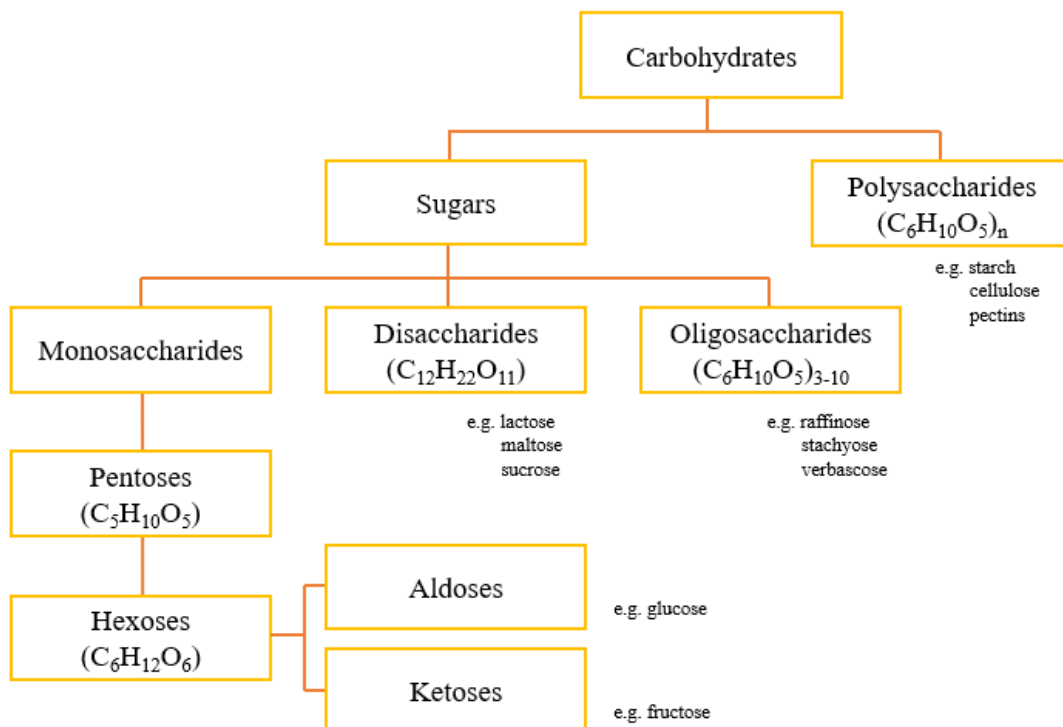 Carbohydrates
Sugars
Polysaccharides
(C₆H₁₀O₅)ₙ
e.g. starch
cellulose
pectins
Monosaccharides
Disaccharides
(C₁₂H₂₂O₁₁)
e.g. lactose
maltose
sucrose
Oligosaccharides
(C₆H₁₀O₅)₃₋₁₀
e.g. raffinose
stachyose
verbascose
Pentoses
(C₅H₁₀O₅)
Hexoses
(C₆H₁₂O₆)
Aldoses
e.g. glucose
Ketoses
e.g. fructose